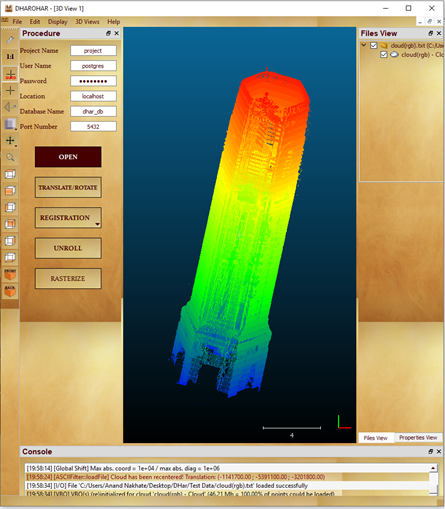 DHAROHAR - [3D View 1]
File Edit Display 3D Views Help
Procedure
Files View
1:1
Project Name project
User Name postgres
Password ●●●●●●●●
Location localhost
Database Name dhar_db
Port Number 5432
OPEN
TRANSLATE/ROTATE
REGISTRATION
UNROLL
RASTERIZE
FRONT
BACK
cloud(rgb).txt (C:/Use
cloud(rgb) - Clo
4
Files View Properties View
Console
[19:58:14] [Global Shift] Max abs. coord = 1e+04 / max abs. diag = 1e+06
[19:58:24] [ASCIIFilter::loadFile] Cloud has been recentered! Translation: (-1141700.00 ; -5391100.00 ; -3201800.00)
[19:58:34] [I/O] File 'C:/Users/Anand Nakhate/Desktop/DHar/Test Data/cloud(rgb).txt' loaded successfully
[19:58:34] [VBO] VBO(s) (re)initialized for cloud 'cloud(rgb) - Cloud' (46.21 Mb = 100.00% of points could be loaded)